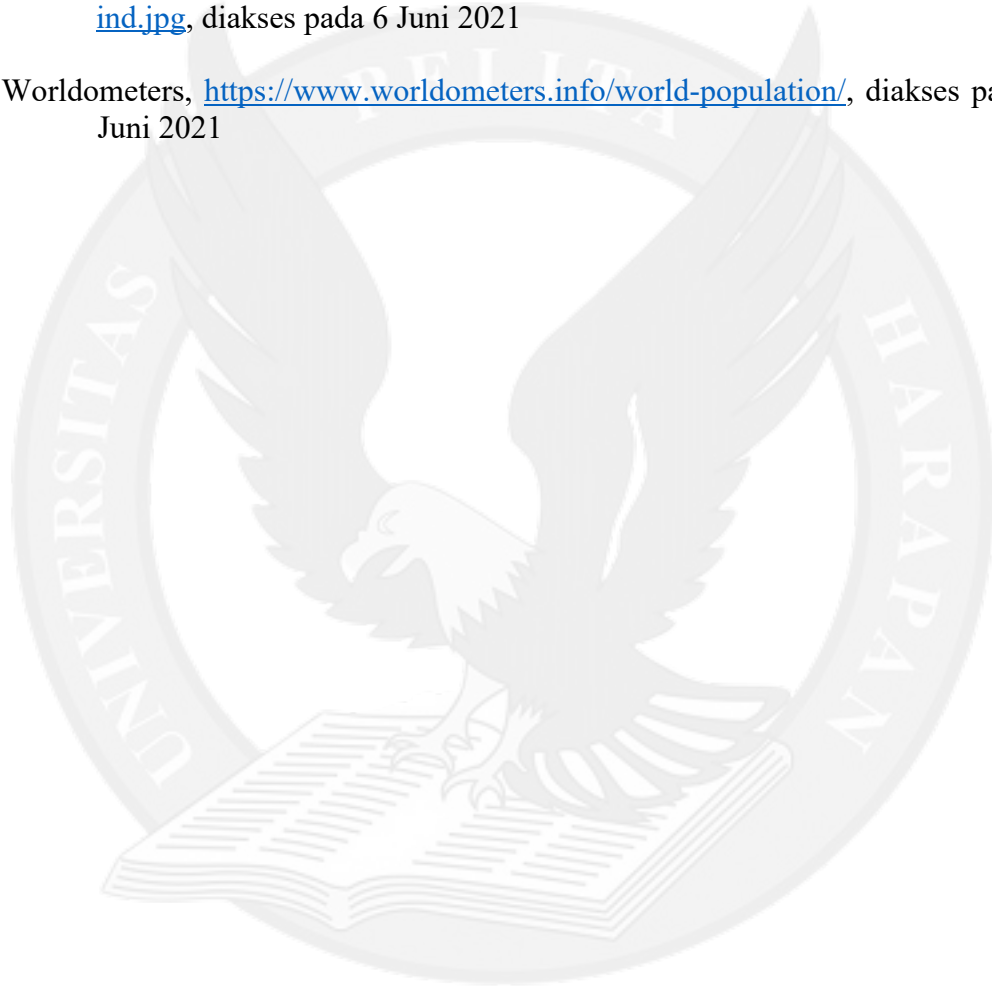 ind.jpg, diakses pada 6 Juni 2021
Worldometers, https://www.worldometers.info/world-population/, diakses
Juni 2021
UNIVERSITAS PELITA HARAPAN